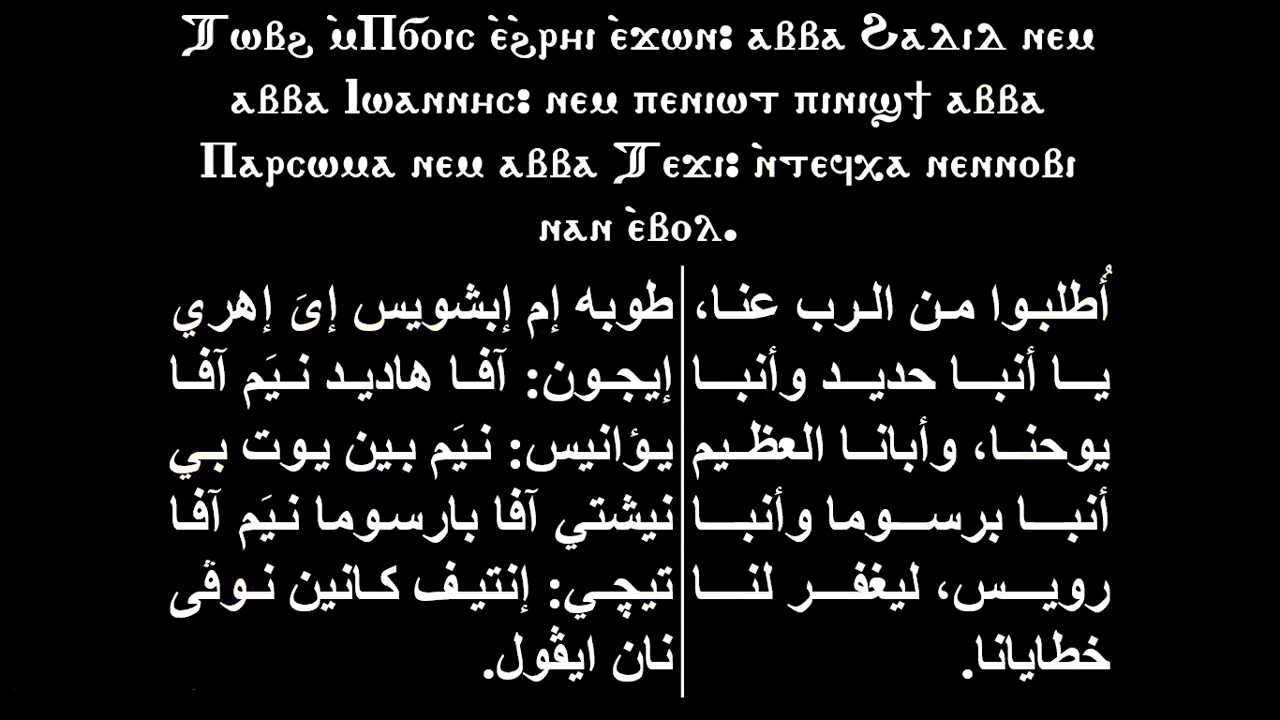 Ⲧⲱⲃϩ ⲙ̀Ⲡϭⲟⲓⲥ ⲉ̀ϩ̀ⲣⲏⲓ ⲉ̀ϫⲱⲛ: ⲁⲃⲃⲁ Ϩⲁⲇⲓⲇ ⲛⲉⲙ
ⲁⲃⲃⲁ Ⲓⲱⲁⲛⲛⲏⲥ: ⲛⲉⲙ ⲡⲉⲛⲓⲱⲧ ⲡⲓⲛⲓϣϯ ⲁⲃⲃⲁ
Ⲡⲁⲣⲥⲱⲙⲁ ⲛⲉⲙ ⲁⲃⲃⲁ Ⲧⲉϫⲓ: ⲛ̀ⲧⲉϥⲭⲁ ⲛⲉⲛⲛⲟⲃⲓ
ⲛⲁⲛ ⲉ̀ⲃⲟⲗ.
أُطلبوا من الرب عنا،
يا أنبا حديد وأنبا
يوحنا، وأبانا العظيم
أنبا برسوما وأنبا
رويس، ليغفر لنا
خطايانا.
طوبه إم إبشويس إىَ إهري
إيجون: آفا هاديد نيَم آفا
يؤانيس: نيَم بين يوت بي
نيشتي آفا بارسوما نيَم آفا
تيچي: إنتيف كانين نوڤى
نان ايڤول.